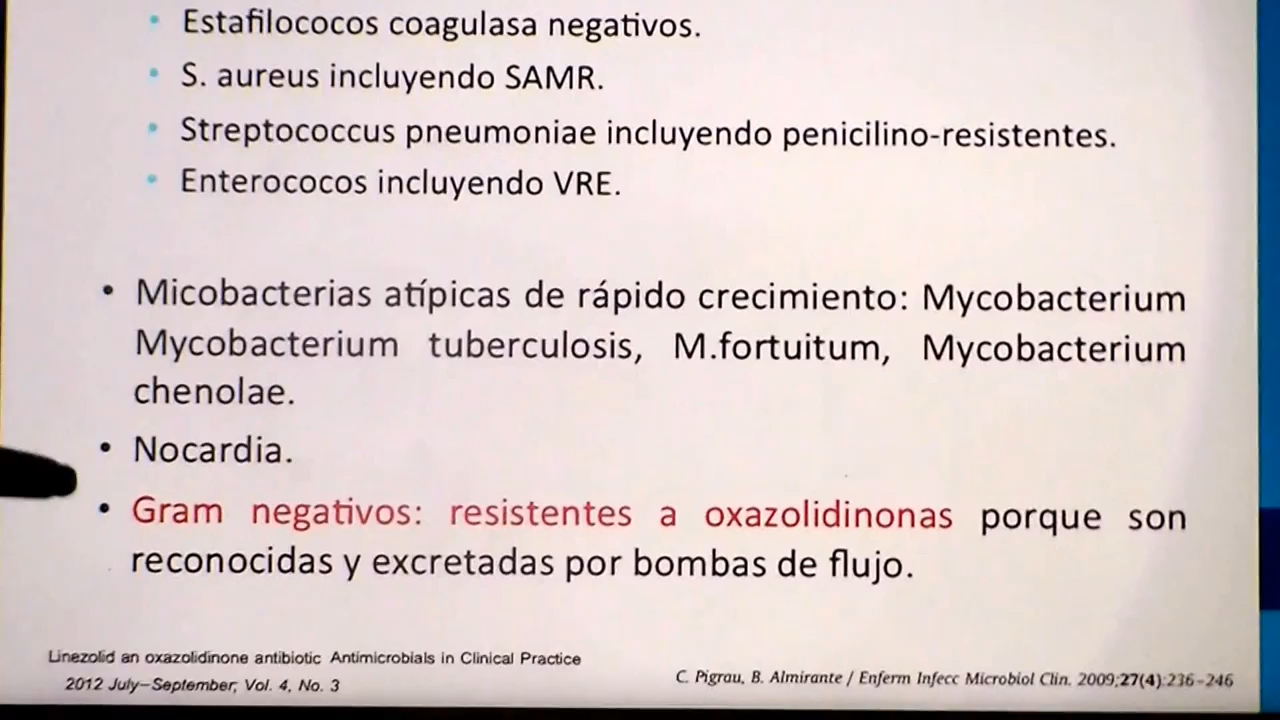 Estafilococos coagulasa negativos.
S. aureus incluyendo SAMR.
Streptococcus pneumoniae incluyendo penicilino-resistentes.
Enterococos incluyendo VRE.
Micobacterias atípicas de rápido crecimiento: Mycobacterium
Mycobacterium tuberculosis, M.fortuitum, Mycobacterium
chenolae.
Nocardia.
Gram negativos: resistentes a oxazolidinonas porque son
reconocidas y excretadas por bombas de flujo.
Linezolid an oxazolidinone antibiotic Antimicrobials in Clinical Practice
2012 July–September, Vol. 4, No. 3
C. Pigrau, B. Almirante / Enferm Infecc Microbiol Clin. 2009;27(4):236–246